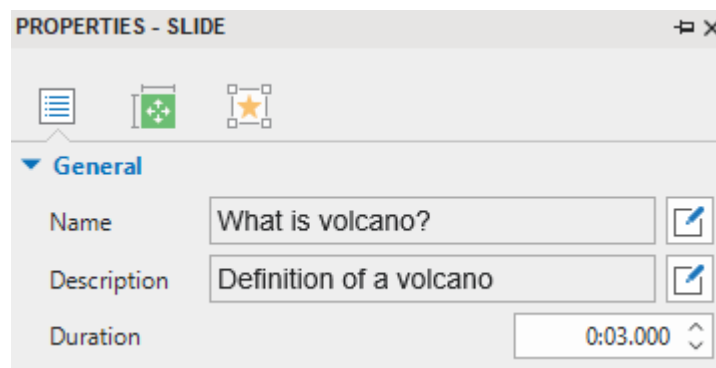 PROPERTIES - SLIDE
General
Name What is volcano?
Description Definition of a volcano
Duration 0:03.000